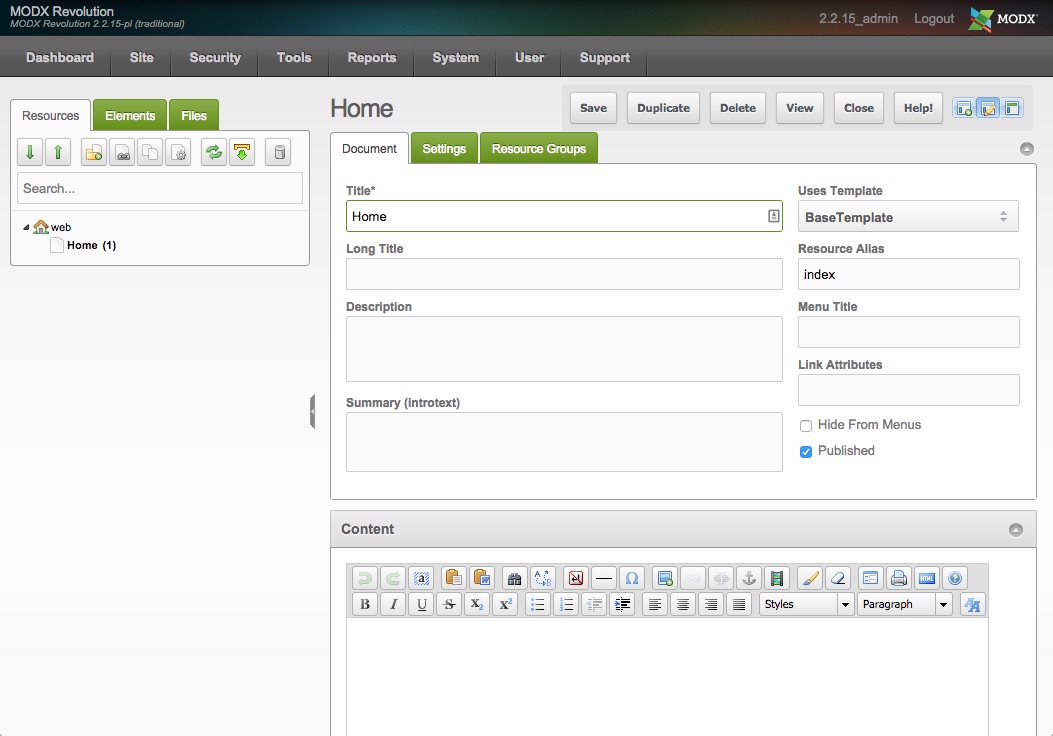 MODX Revolution
MODX Revolution 2.2.15-pl (traditional)
2.2.15_admin Logout MODX
Dashboard Site Security Tools Reports System User Support
Resources Elements Files
Search...
web
Home (1)
Home
Save Duplicate Delete View Close Help!
Document Settings Resource Groups
Title*
Home
Long Title
Description
Summary (introtext)
Uses Template
BaseTemplate
Resource Alias
index
Menu Title
Link Attributes
Hide From Menus
Published
Content
HTML
B I U S X2 X2 Styles Paragraph